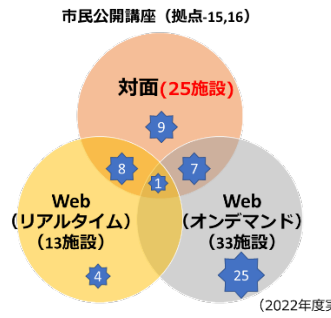 市民公開講座（拠点-15,16）
対面(25施設)
9
8
7
1
Web
（リアルタイム）
（13施設）
Web
（オンデマンド）
（33施設）
4
25
（2022年度実